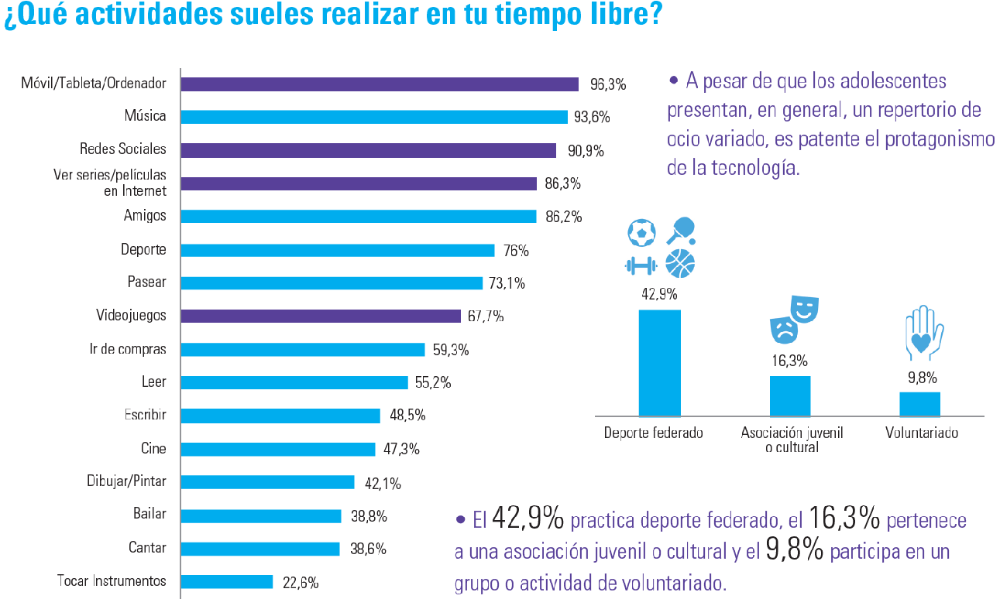 ¿Qué actividades sueles realizar en tu tiempo libre?
Móvil/Tableta/Ordenador 96,3%
Música 93,6%
Redes Sociales 90,9%
Ver series/películas
en Internet 86,3%
Amigos 86,2%
Deporte 76%
Pasear 73,1%
Videojuegos 67,7%
Ir de compras 59,3%
Leer 55,2%
Escribir 48,5%
Cine 47,3%
Dibujar/Pintar 42,1%
Bailar 38,8%
Cantar 38,6%
Tocar Instrumentos 22,6%
• A pesar de que los adolescentes
presentan, en general, un repertorio de
ocio variado, es patente el protagonismo
de la tecnología.
42,9%
16,3%
9,8%
Deporte federado
Asociación juvenil
o cultural
Voluntariado
• El 42,9% practica deporte federado, el 16,3% pertenece
a una asociación juvenil o cultural y el 9,8% participa en un
grupo o actividad de voluntariado.